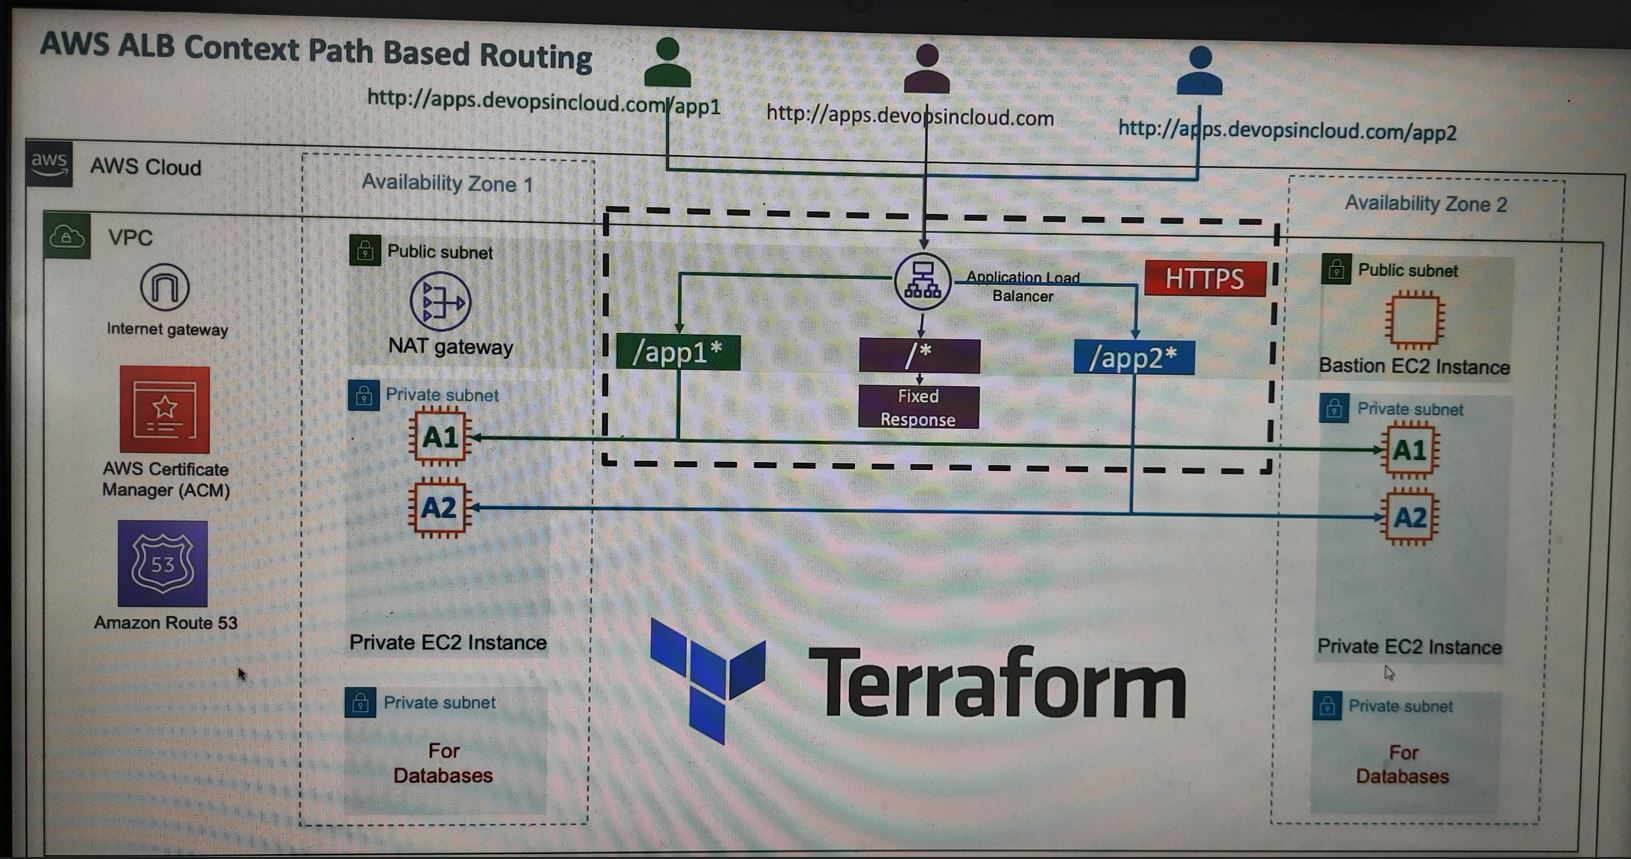 AWS ALB Context Path Based Routing
http://apps.devopsincloud.com/app1
http://apps.devopsincloud.com
http://apps.devopsincloud.com/app2
aws
AWS Cloud
Availability Zone 1
Availability Zone 2
VPC
Public subnet
NAT gateway
Internet gateway
Application Load
Balancer
HTTPS
Public subnet
Bastion EC2 Instance
/app1*
/*
/app2*
Fixed
Response
Private subnet
A1
A2
Private EC2 Instance
Private subnet
A1
A2
Private EC2 Instance
AWS Certificate
Manager (ACM)
53
Amazon Route 53
Terraform
Private subnet
For
Databases
Private subnet
For
Databases